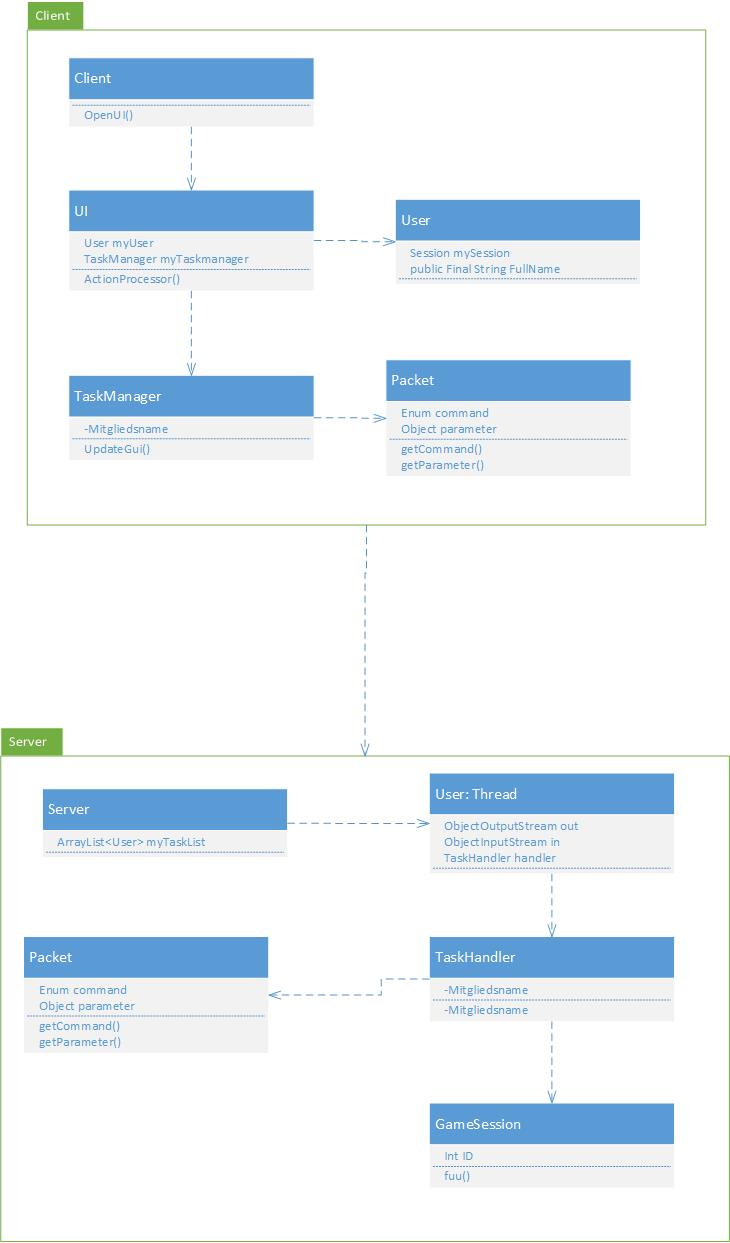 Client
Client
OpenUI()
UI
User myUser
TaskManager myTaskmanager
ActionProcessor()
User
Session mySession
public Final String FullName
TaskManager
-Mitgliedsname
UpdateGui()
Packet
Enum command
Object parameter
getCommand()
getParameter()
Server
Server
ArrayList<User> myTaskList
User: Thread
ObjectOutputStream out
ObjectInputStream in
TaskHandler handler
Packet
Enum command
Object parameter
getCommand()
getParameter()
TaskHandler
-Mitgliedsname
-Mitgliedsname
GameSession
Int ID
fuu()